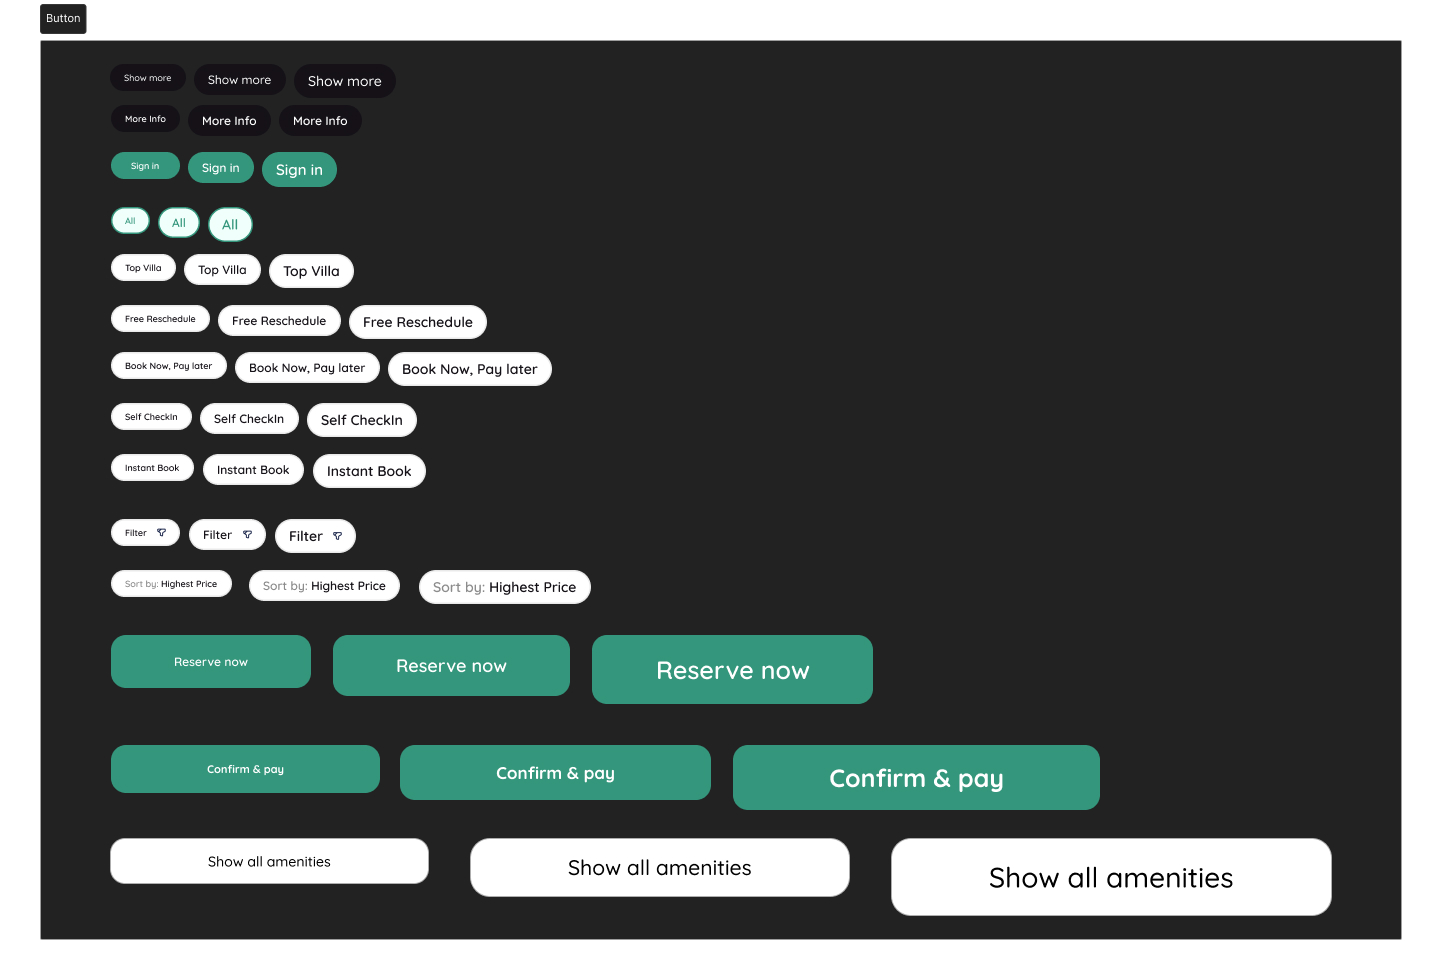 Button
Show more Show more Show more
More Info More Info More Info
Sign in Sign in Sign in
All All All
Top Villa Top Villa Top Villa
Free Reschedule Free Reschedule Free Reschedule
Book Now, Pay later Book Now, Pay later Book Now, Pay later
Self CheckIn Self CheckIn Self CheckIn
Instant Book Instant Book Instant Book
Filter Filter Filter
Sort by: Highest Price Sort by: Highest Price Sort by: Highest Price
Reserve now Reserve now Reserve now
Confirm & pay Confirm & pay Confirm & pay
Show all amenities Show all amenities Show all amenities